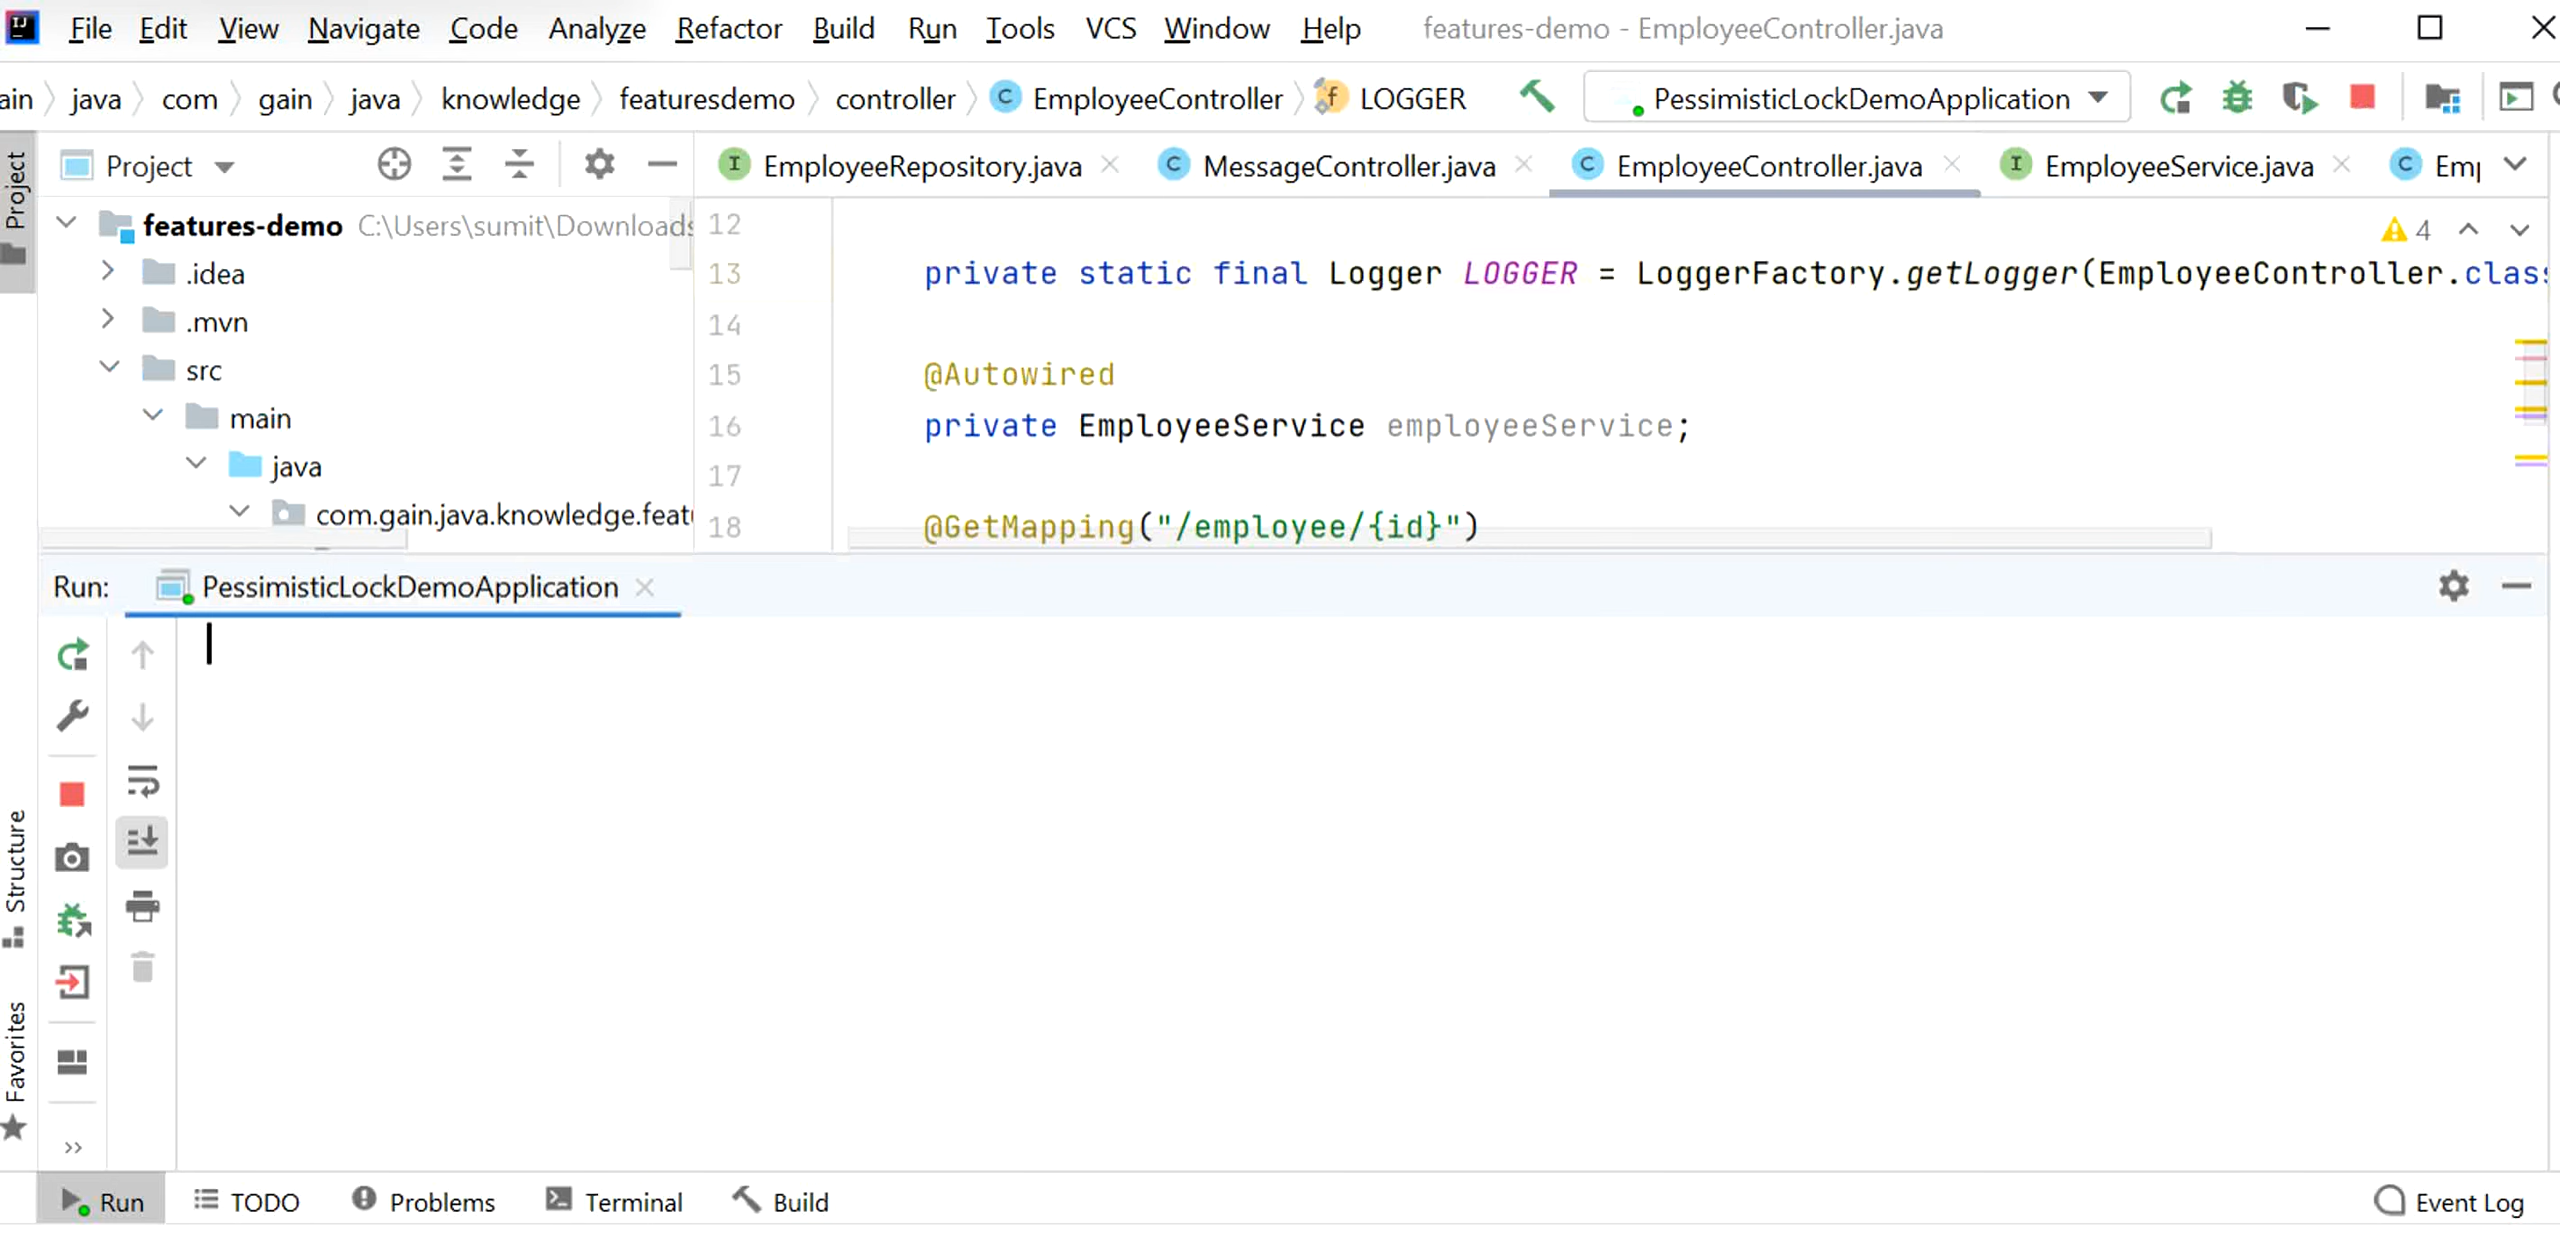 File Edit View Navigate Code Analyze Refactor Build Run Tools VCS Window Help features-demo - EmployeeController.java
ain java com gain java knowledge featuresdemo controller EmployeeController LOGGER PessimisticLockDemoApplication
Project
Project
EmployeeRepository.java MessageController.java EmployeeController.java EmployeeService.java Emp
features-demo C:\Users\sumit\Downloads
.idea
.mvn
src
main
java
com.gain.java.knowledge.feat
4
12
13 private static final Logger LOGGER = LoggerFactory.getLogger(EmployeeController.class
14
15 @Autowired
16 private EmployeeService employeeService;
17
18 @GetMapping("/employee/{id}")
Run: PessimisticLockDemoApplication
Structure
Favorites
Run TODO Problems Terminal Build Event Log